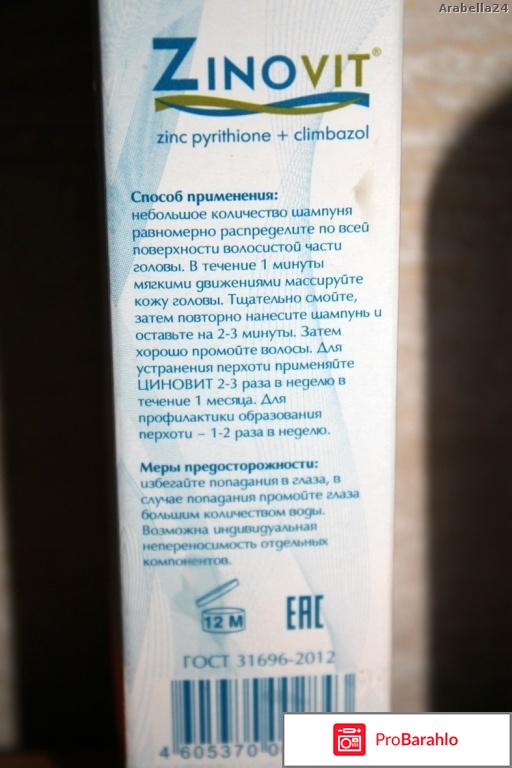 Arabella24
ZINOVIT®
zinc pyrithione + climbazol
Способ применения:
небольшое количество шампуня
равномерно распределите по всей
поверхности волосистой части
головы. В течение 1 минуты
мягкими движениями массируйте
кожу головы. Тщательно смойте,
затем повторно нанесите шампунь и
оставьте на 2-3 минуты. Затем
хорошо промойте волосы. Для
устранения перхоти применяйте
ЦИНОВИТ 2-3 раза в неделю в
течение 1 месяца. Для
профилактики образования
перхоти – 1-2 раза в неделю.
Меры предосторожности:
избегайте попадания в глаза, в
случае попадания промойте глаза
большим количеством воды.
Возможна индивидуальная
непереносимость отдельных
компонентов.
12 М
EAC
ГОСТ 31696-2012
4 605370 0
ProBarahlo